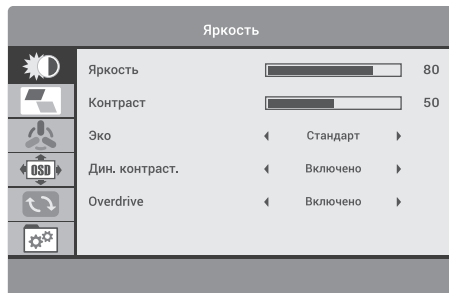 Яркость
Яркость 80
Контраст 50
Эко Стандарт
OSD
Дин. контраст. Включено
Overdrive Включено